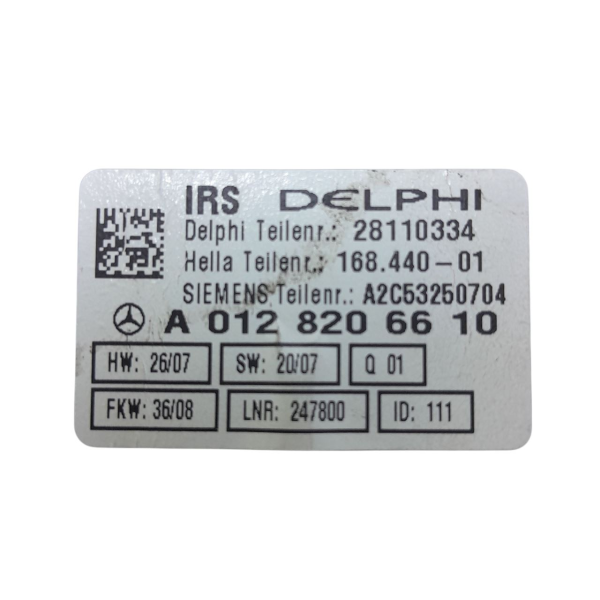 IRS DELPHI
Delphi Teilenr.: 28110334
Hella Teilenr.: 168.440-01
SIEMENS Teilenr.: A2C53250704
A 012 820 66 10
HW: 26/07 SW: 20/07 Q 01
FKW: 36/08 LNR: 247800 ID: 111